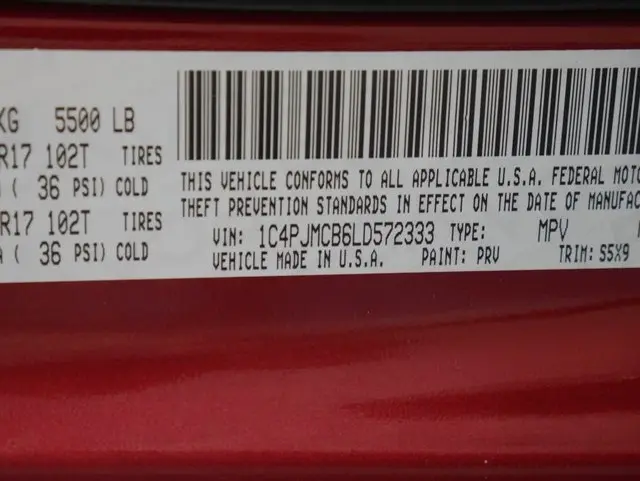 KG 5500 LB
R17 102T TIRES
( 36 PSI) COLD
R17 102T TIRES
( 36 PSI) COLD
THIS VEHICLE CONFORMS TO ALL APPLICABLE U.S.A. FEDERAL MOTO
THEFT PREVENTION STANDARDS IN EFFECT ON THE DATE OF MANUFAC
VIN: 1C4PJMCB6LD572333 TYPE: MPV
VEHICLE MADE IN U.S.A. PAINT: PRV TRIM: S5X9